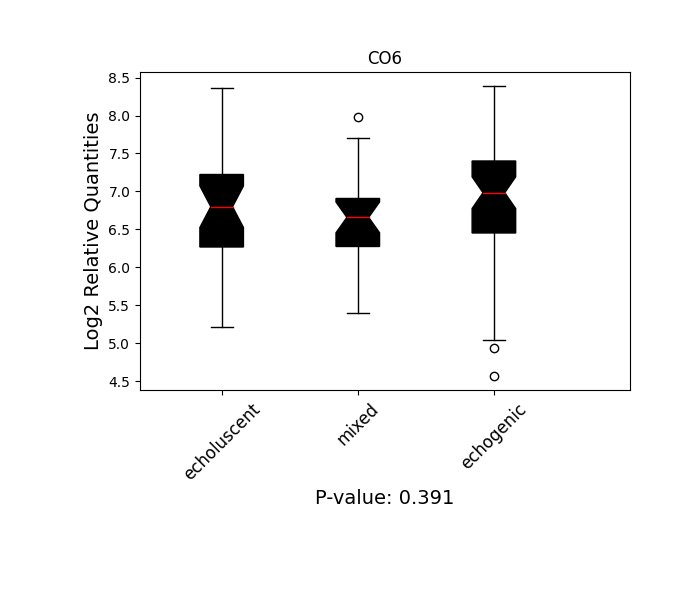 CO6
Log2 Relative Quantities
8.5
8.0
7.5
7.0
6.5
6.0
5.5
5.0
4.5
echoluscent
mixed
echogenic
P-value: 0.391